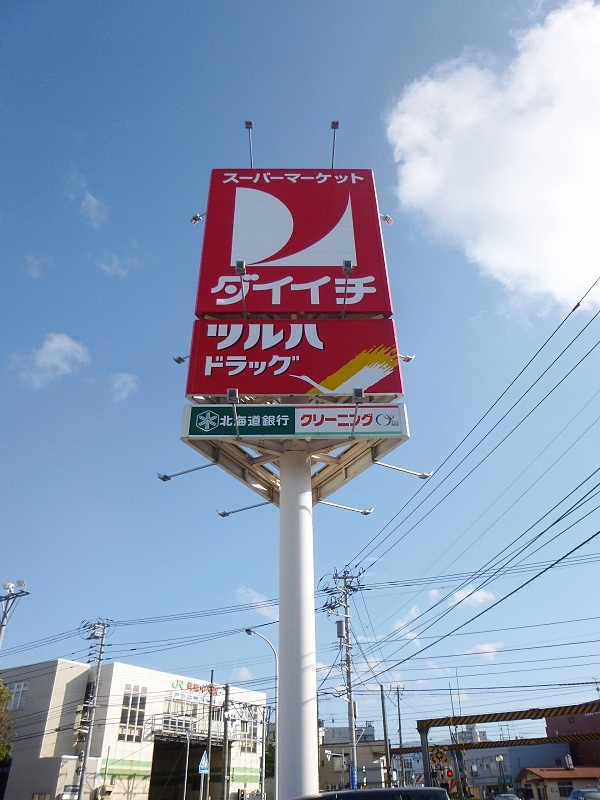 スーパーマーケット
ダイイチ
ツルハ
ドラッグ
北海道銀行 クリーニング
JR